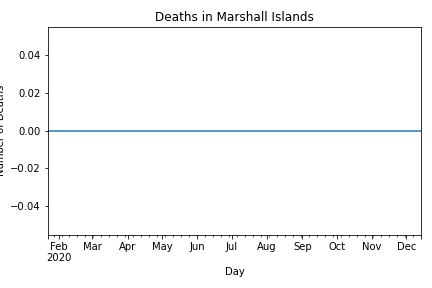 Deaths in Marshall Islands
0.04
0.02
0.00
−0.02
−0.04
Number of Deaths
Feb Mar Apr May Jun Jul Aug Sep Oct Nov Dec
2020
Day